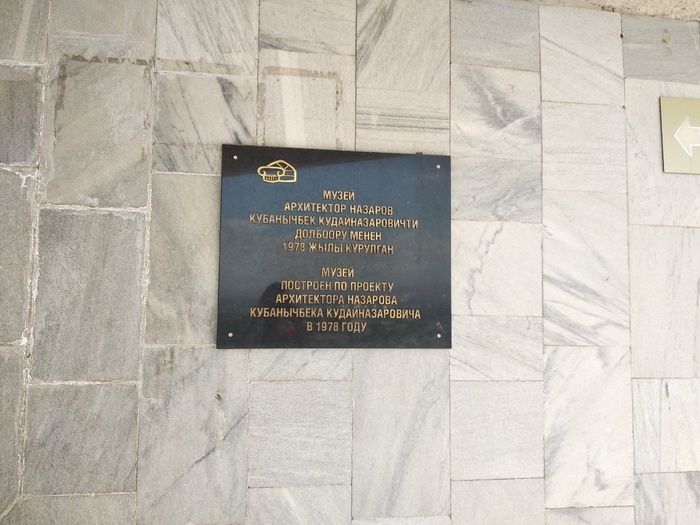 МУЗЕЙ
АРХИТЕКТОР НАЗАРОВ
КУБАНЫЧБЕК КУДАЙНАЗАРОВИЧТИ
ДОЛБООРУ МЕНЕН
1978 ЖЫЛЫ КУРУЛГАН
МУЗЕЙ
ПОСТРОЕН ПО ПРОЕКТУ
АРХИТЕКТОРА НАЗАРОВА
КУБАНЫЧБЕКА КУДАЙНАЗАРОВИЧА
В 1978 ГОДУ